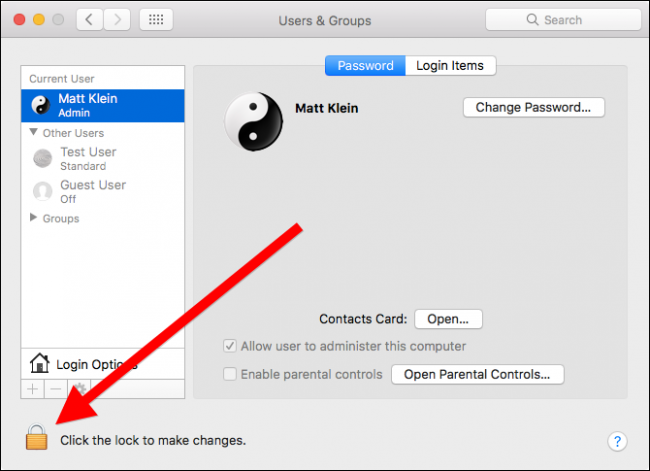 Users & Groups
Search
Password
Login Items
Current User
Matt Klein
Admin
Other Users
Test User
Standard
Guest User
Off
Groups
Login Options
Matt Klein
Change Password...
Contacts Card:
Open...
Allow user to administer this computer
Enable parental controls
Open Parental Controls...
Click the lock to make changes.
?